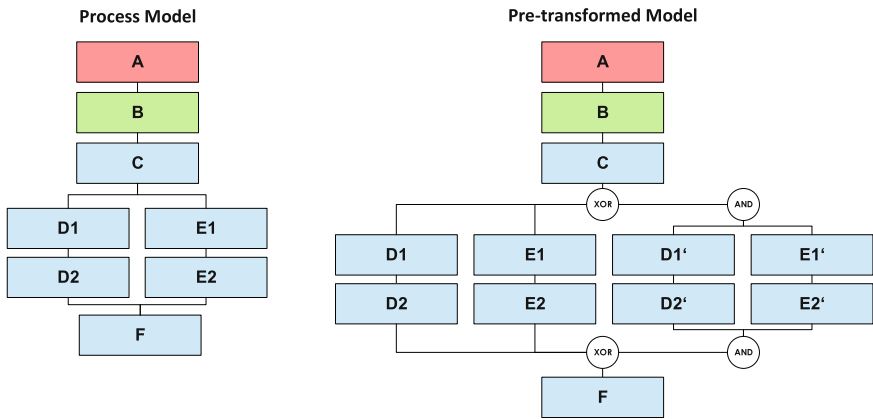 Process Model
A
B
C
D1
E1
D2
E2
F
Pre-transformed Model
A
B
C
XOR
AND
D1
E1
D1‘
E1‘
D2
E2
D2‘
E2‘
XOR
AND
F